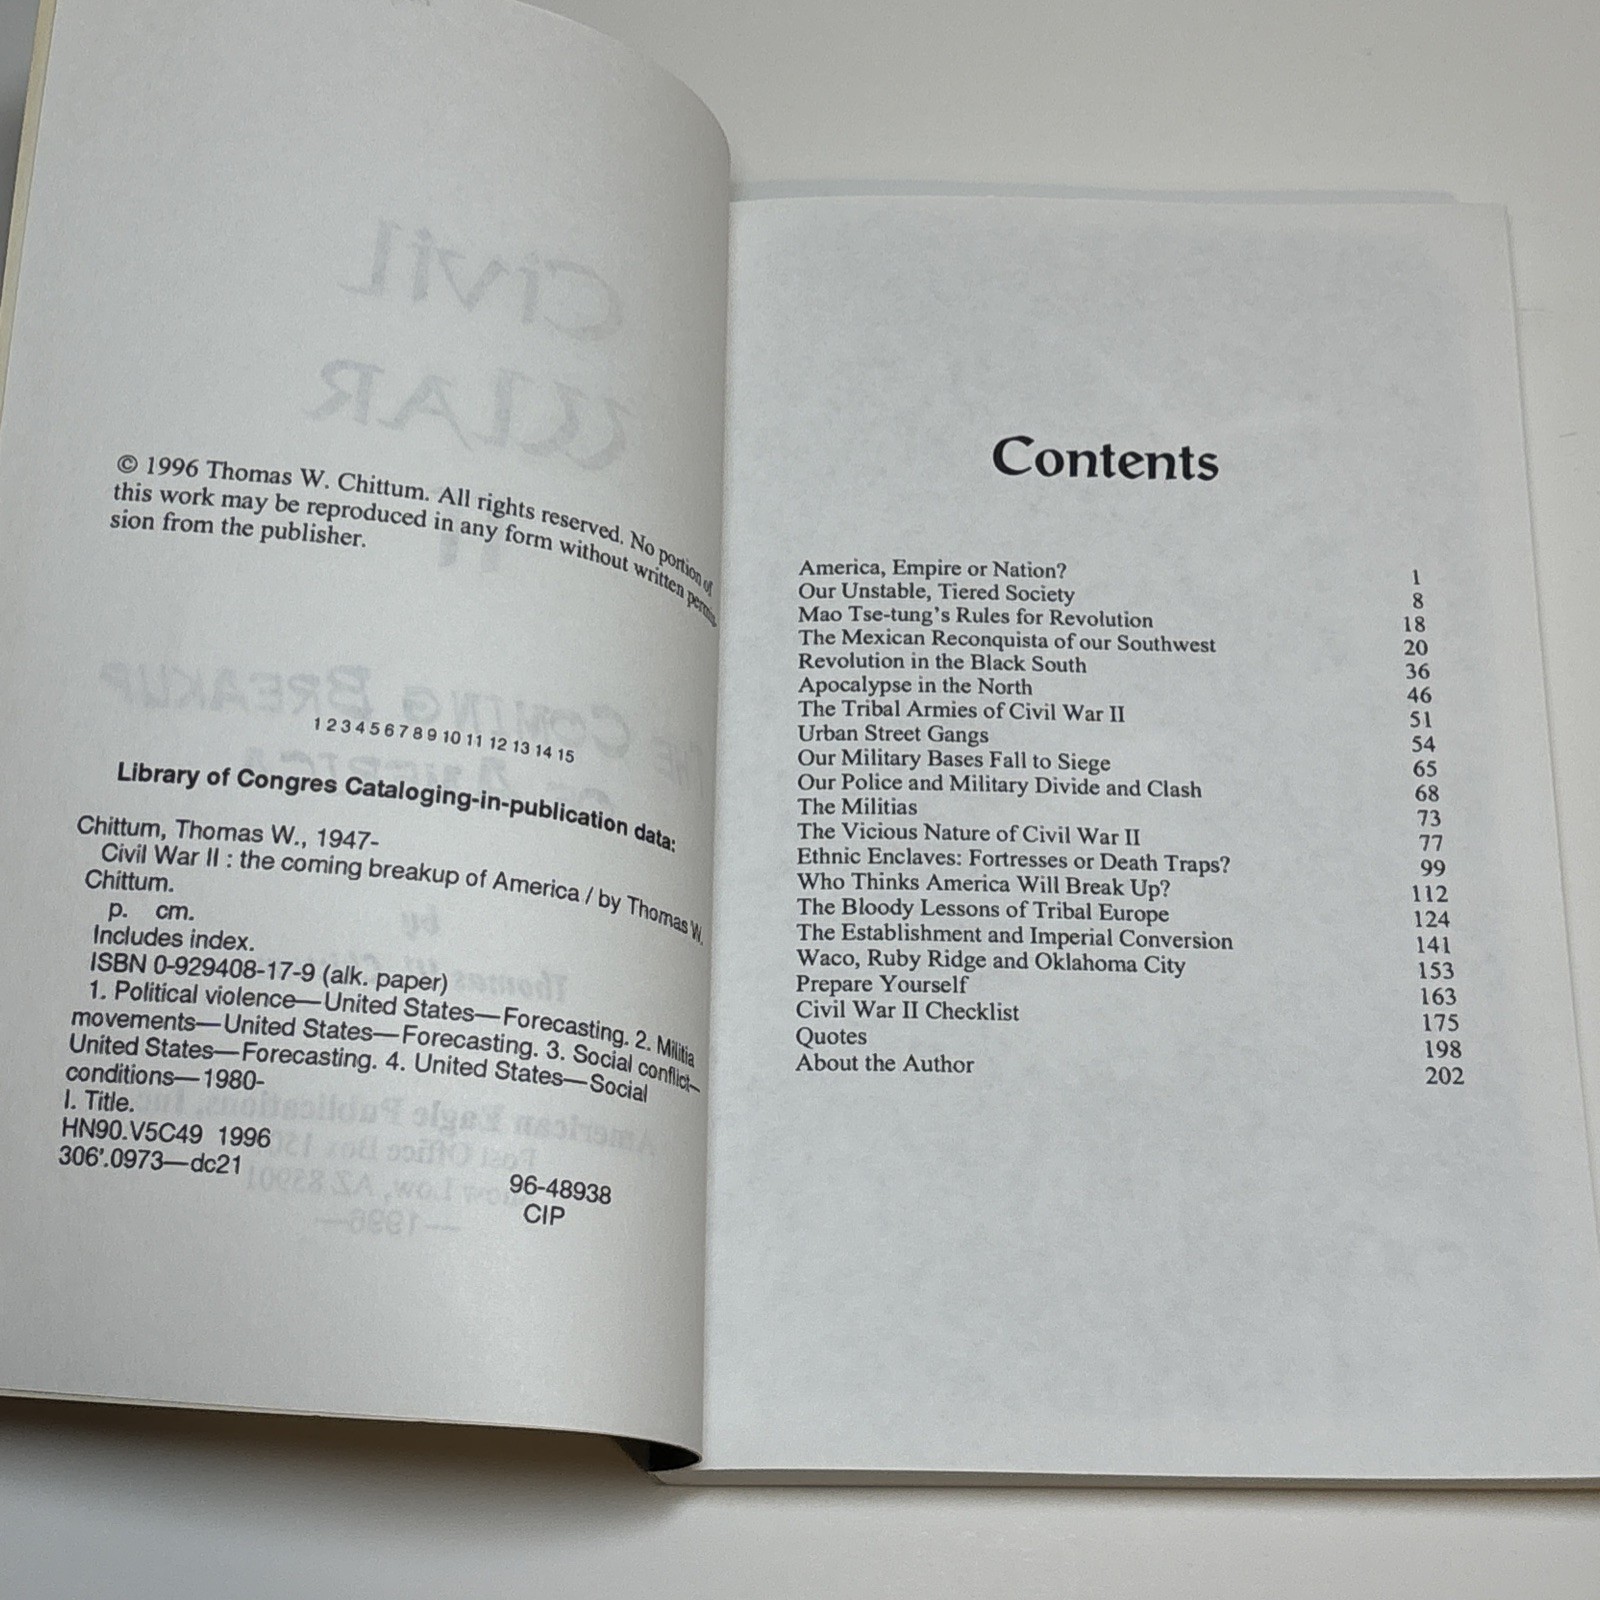 © 1996 Thomas W. Chittum. All rights reserved. No portion of
this work may be reproduced in any form without written permis-
sion from the publisher.
1 2 3 4 5 6 7 8 9 10 11 12 13 14 15
Library of Congres Cataloging-in-publication data:
Chittum, Thomas W., 1947-
Civil War II : the coming breakup of America / by Thomas W.
Chittum.
p. cm.
Includes index.
ISBN 0-929408-17-9 (alk. paper)
1. Political violence—United States—Forecasting. 2. Militia
movements—United States—Forecasting. 3. Social conflict—
United States—Forecasting. 4. United States—Social
conditions—1980-
I. Title.
HN90.V5C49 1996
306'.0973—dc21
96-48938
CIP
Contents
America, Empire or Nation? 1
Our Unstable, Tiered Society 8
Mao Tse-tung's Rules for Revolution 18
The Mexican Reconquista of our Southwest 20
Revolution in the Black South 36
Apocalypse in the North 46
The Tribal Armies of Civil War II 51
Urban Street Gangs 54
Our Military Bases Fall to Siege 65
Our Police and Military Divide and Clash 68
The Militias 73
The Vicious Nature of Civil War II 77
Ethnic Enclaves: Fortresses or Death Traps? 99
Who Thinks America Will Break Up? 112
The Bloody Lessons of Tribal Europe 124
The Establishment and Imperial Conversion 141
Waco, Ruby Ridge and Oklahoma City 153
Prepare Yourself 163
Civil War II Checklist 175
Quotes 198
About the Author 202